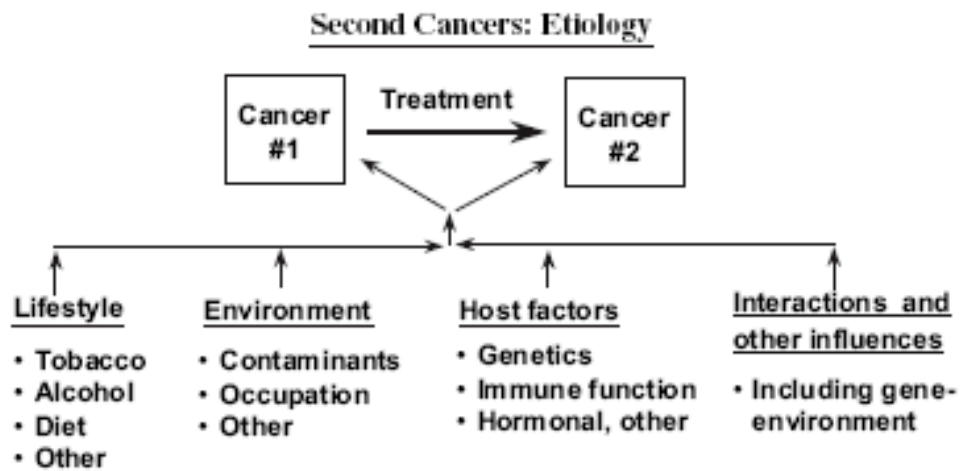 Second Cancers: Etiology
Cancer
#1
Treatment
Cancer
#2
Lifestyle
• Tobacco
• Alcohol
• Diet
• Other
Environment
• Contaminants
• Occupation
• Other
Host factors
• Genetics
• Immune function
• Hormonal, other
Interactions and
other influences
• Including gene-
environment